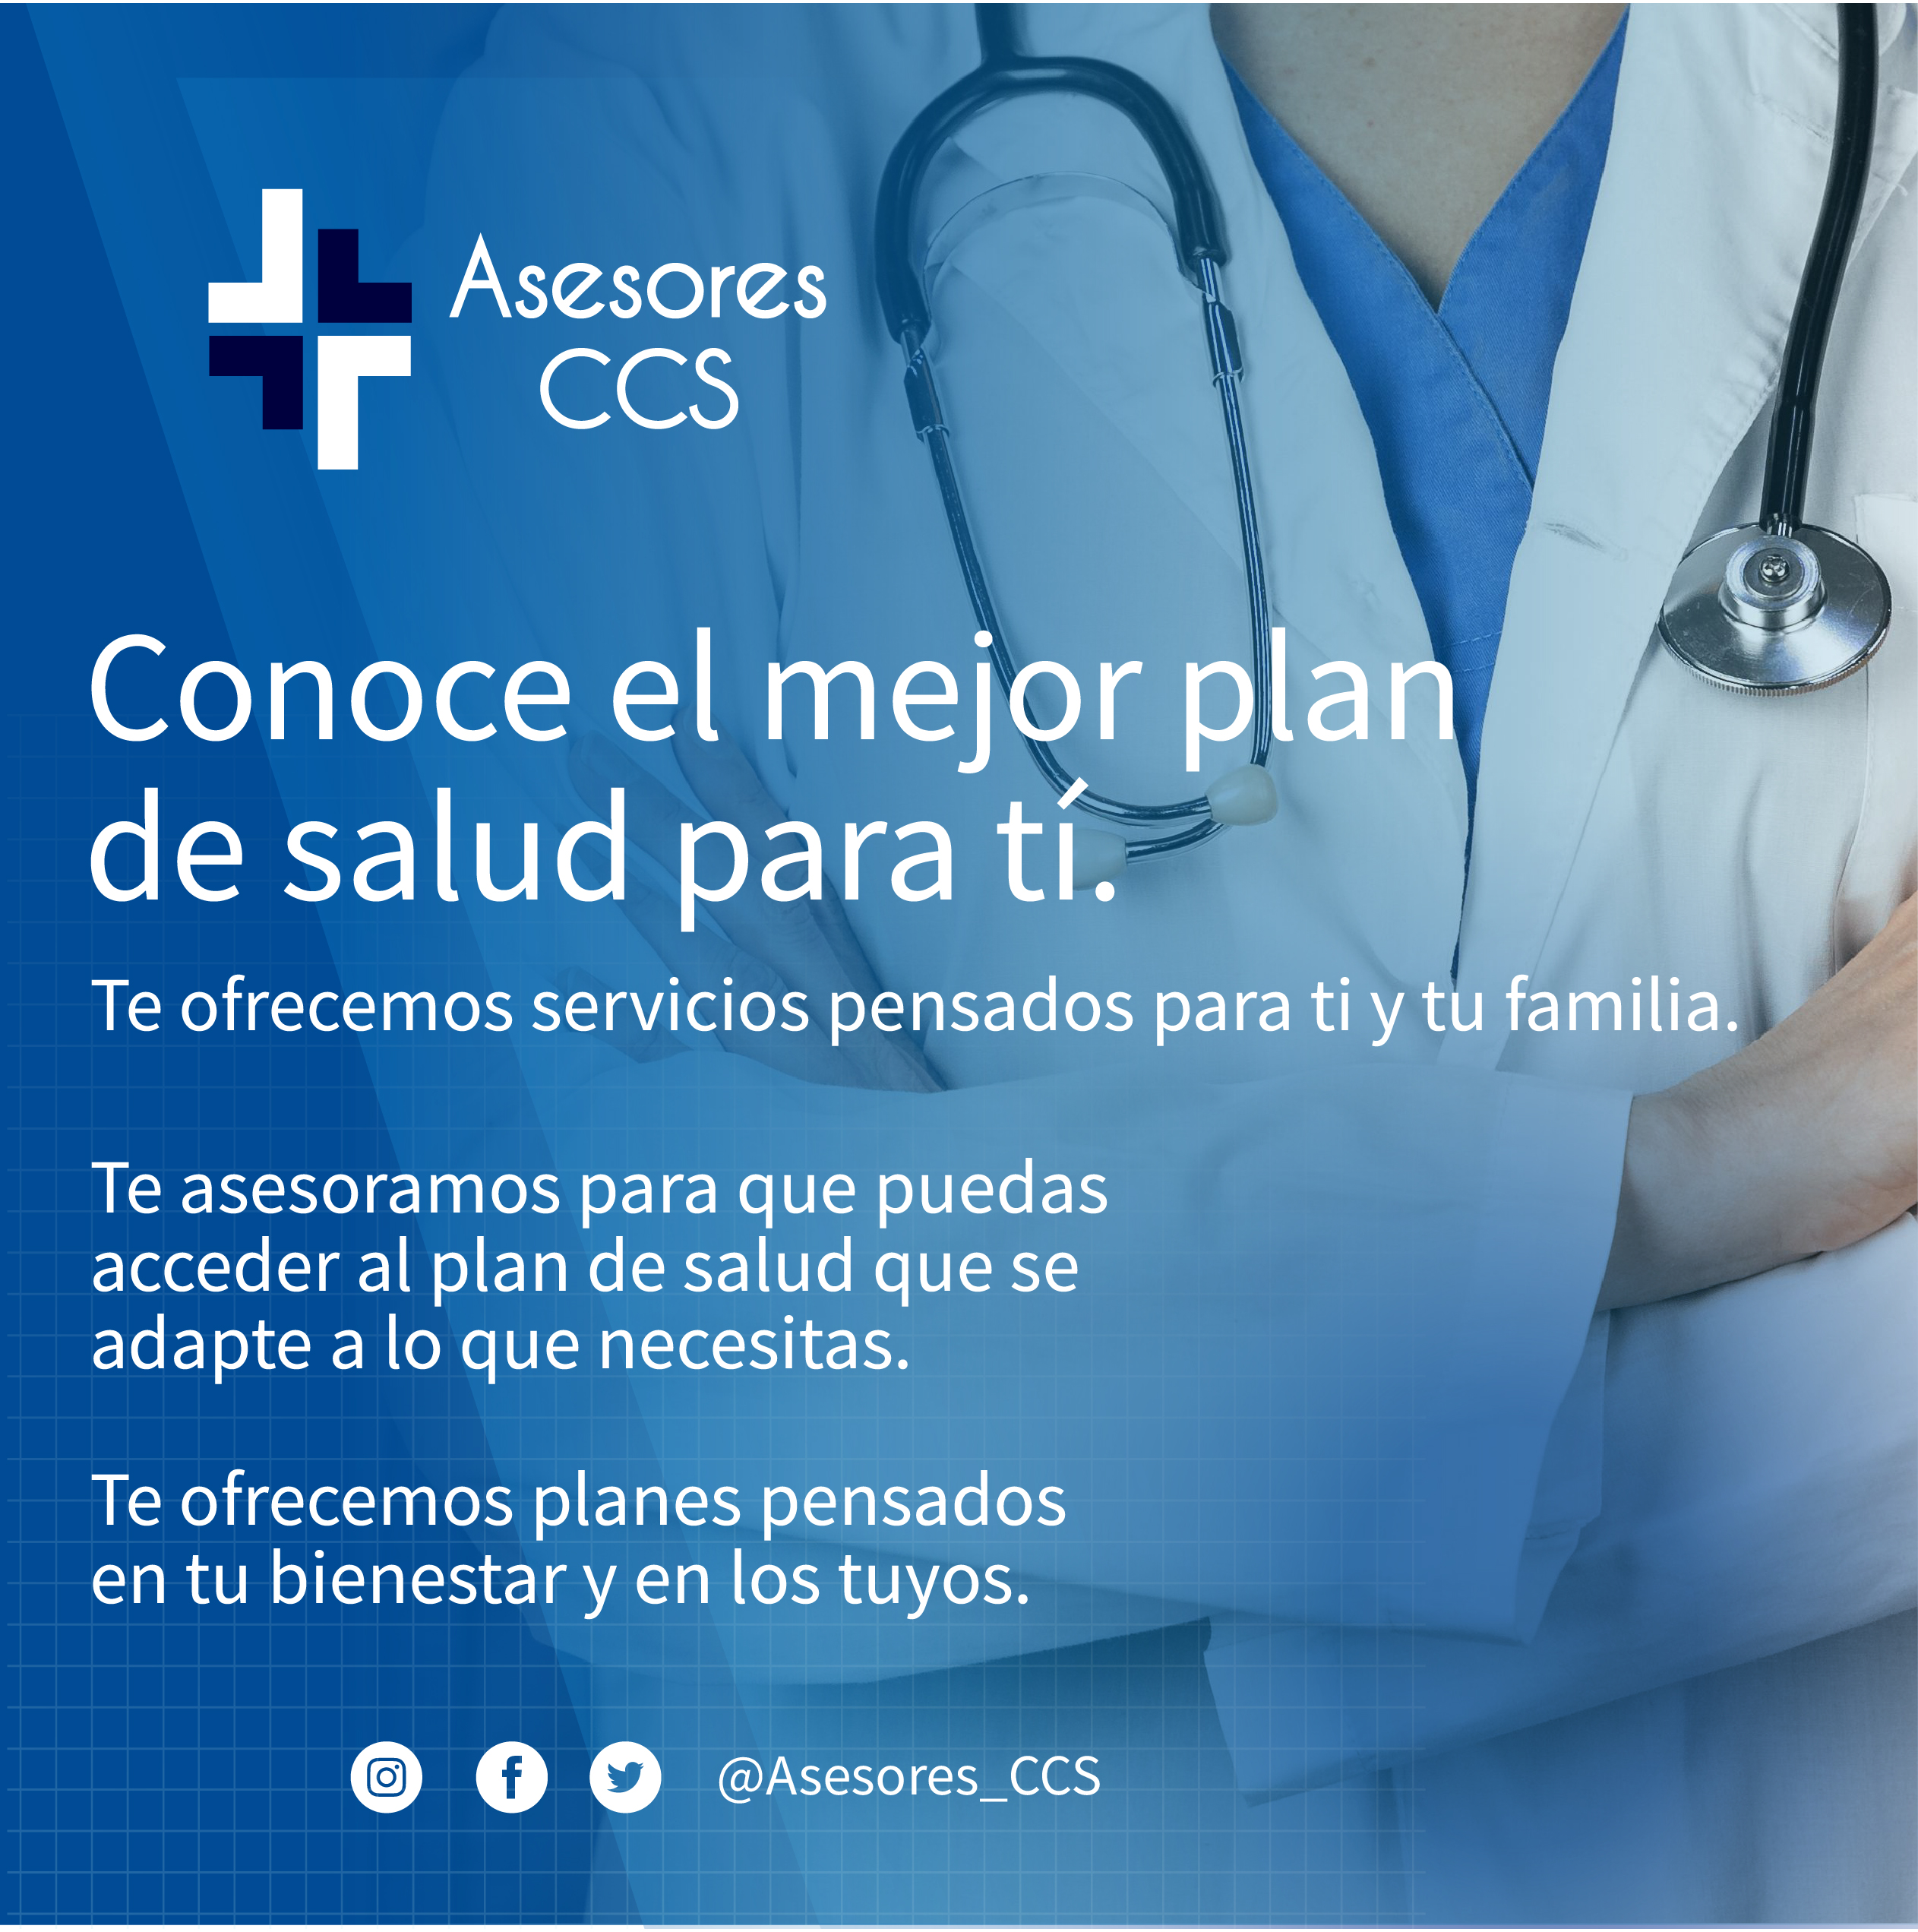 Asesores
CCS
Conoce el mejor plan
de salud para tí.
Te ofrecemos servicios pensados para ti y tu familia.
Te asesoramos para que puedas
acceder al plan de salud que se
adapte a lo que necesitas.
Te ofrecemos planes pensados
en tu bienestar y en los tuyos.
@Asesores_CCS